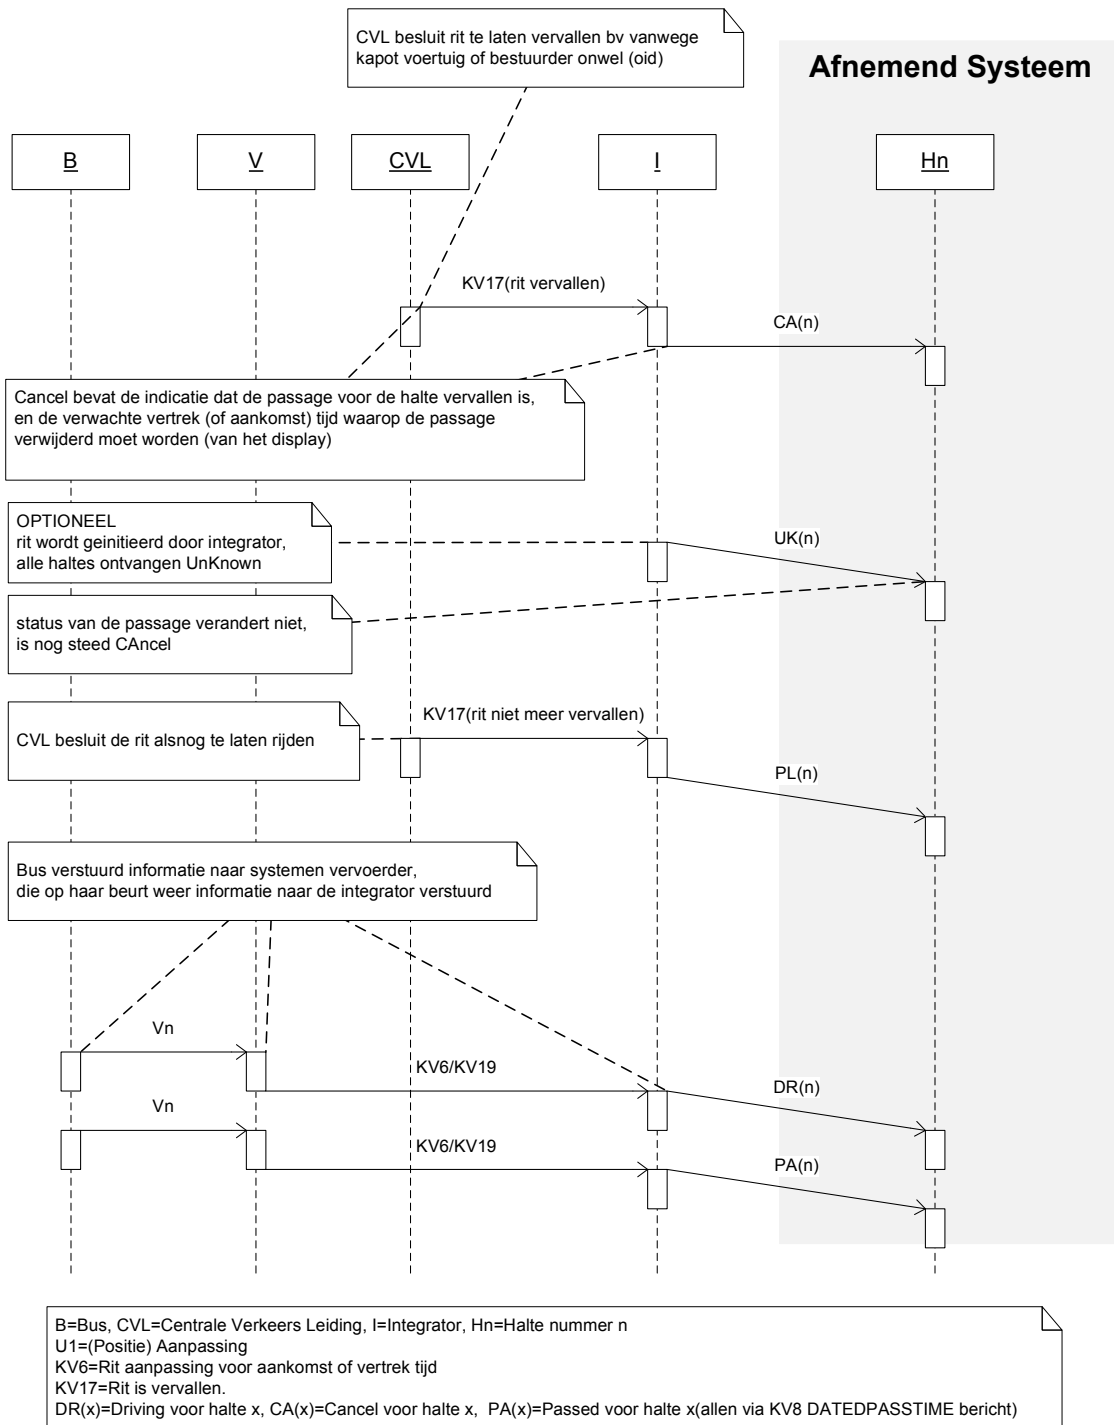 CVL besluit rit te laten vervallen bv vanwege
kapot voertuig of bestuurder onwel (oid)
Afnemend Systeem
B
V
CVL
I
Hn
KV17(rit vervallen)
CA(n)
Cancel bevat de indicatie dat de passage voor de halte vervallen is,
en de verwachte vertrek (of aankomst) tijd waarop de passage
verwijderd moet worden (van het display)
OPTIONEEL
rit wordt geinitieerd door integrator,
alle haltes ontvangen UnKnown
UK(n)
status van de passage verandert niet,
is nog steed CAncel
KV17(rit niet meer vervallen)
CVL besluit de rit alsnog te laten rijden
PL(n)
Bus verstuurd informatie naar systemen vervoerder,
die op haar beurt weer informatie naar de integrator verstuurd
Vn
KV6/KV19
DR(n)
Vn
KV6/KV19
PA(n)
B=Bus, CVL=Centrale Verkeers Leiding, I=Integrator, Hn=Halte nummer n
U1=(Positie) Aanpassing
KV6=Rit aanpassing voor aankomst of vertrek tijd
KV17=Rit is vervallen.
DR(x)=Driving voor halte x, CA(x)=Cancel voor halte x, PA(x)=Passed voor halte x(allen via KV8 DATEDPASSTIME bericht)